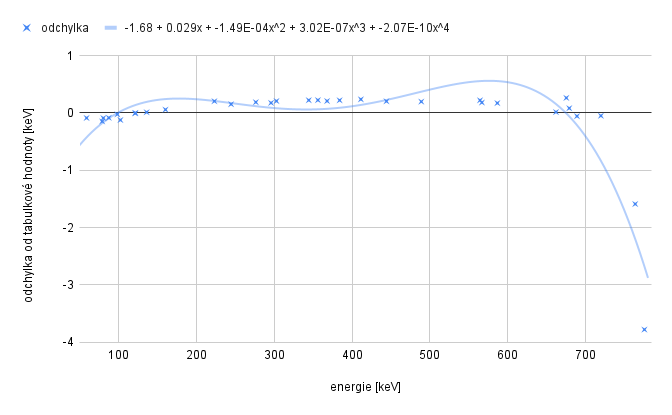 odchylka -1.68 + 0.029x + -1.49E-04x^2 + 3.02E-07x^3 + -2.07E-10x^4
odchylka od tabulkové hodnoty [keV]
1
0
-1
-2
-3
-4
100 200 300 400 500 600 700
energie [keV]